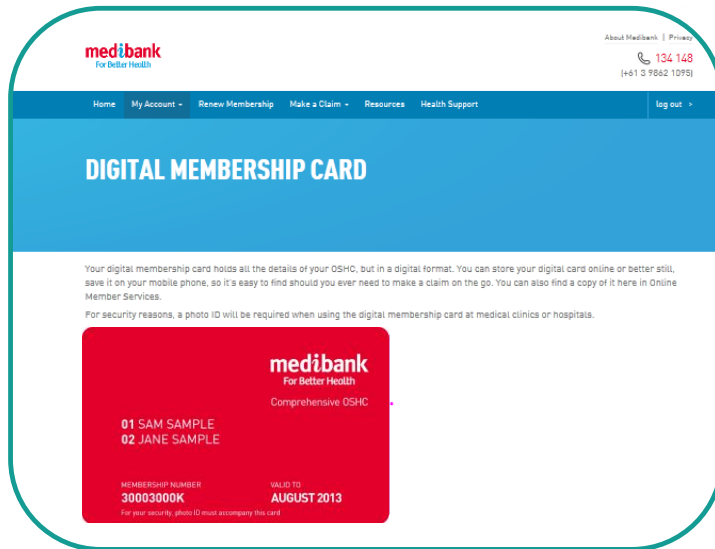 About Medibank | Privacy
medibank
For Better Health
134 148
(+61 3 9862 1095)
Home My Account Renew Membership Make a Claim Resources Health Support log out >
DIGITAL MEMBERSHIP CARD
Your digital membership card holds all the details of your OSHC, but in a digital format. You can store your digital card online or better still,
save it on your mobile phone, so it's easy to find should you ever need to make a claim on the go. You can also find a copy of it here in Online
Member Services.
For security reasons, a photo ID will be required when using the digital membership card at medical clinics or hospitals.
medibank
For Better Health
Comprehensive OSHC
01 SAM SAMPLE
02 JANE SAMPLE
MEMBERSHIP NUMBER VALID TO
30003000K AUGUST 2013
For your security, photo ID must accompany this card